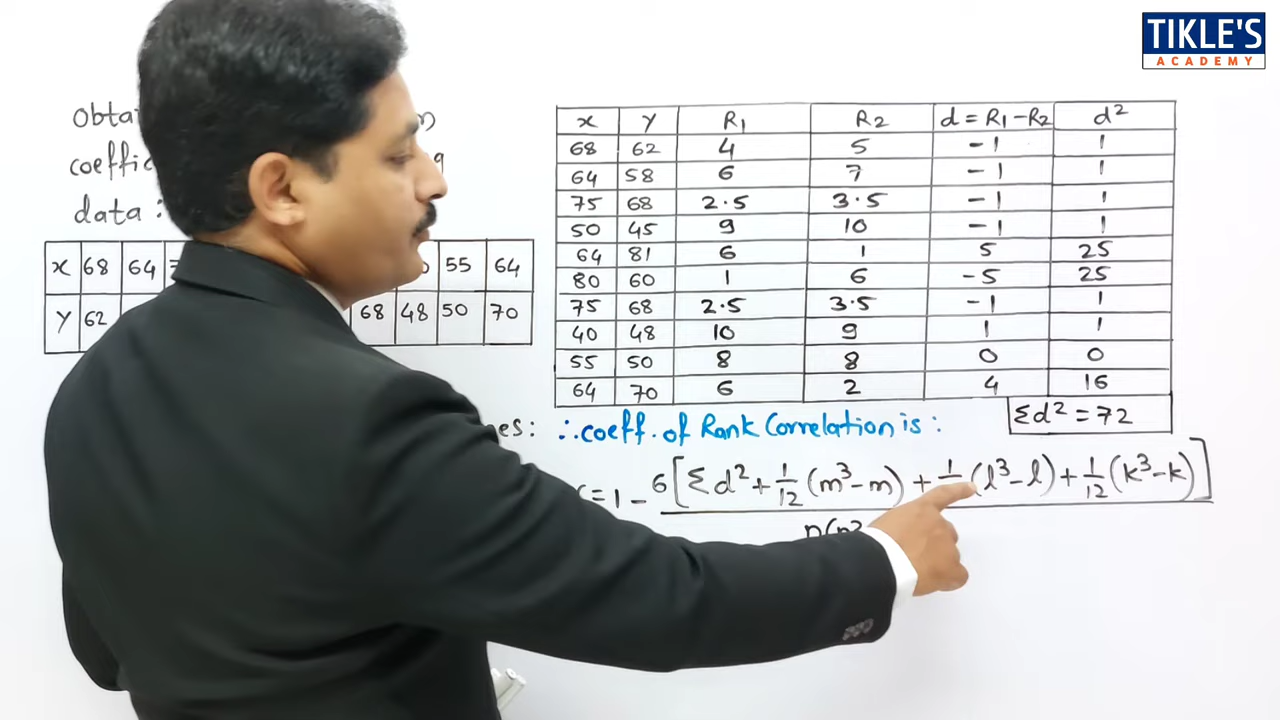 TIKLE'S
ACADEMY
coeffic
data :
x 68 64 55 64
y 62 68 48 50 70
x y R1 R2 d = R1-R2 d²
68 62 4 5 -1 1
64 58 6 7 -1 1
75 68 2.5 3.5 -1 1
50 45 9 10 -1 1
64 81 6 1 5 25
80 60 1 6 -5 25
75 68 2.5 3.5 -1 1
40 48 10 9 1 1
55 50 8 8 0 0
64 70 6 2 4 16
Σd² = 72
∴ coeff. of Rank Correlation is :
= 1 - 6[Σd² + 1/12 (m³-m) + 1 (l³-l) + 1/12 (k³-k)]